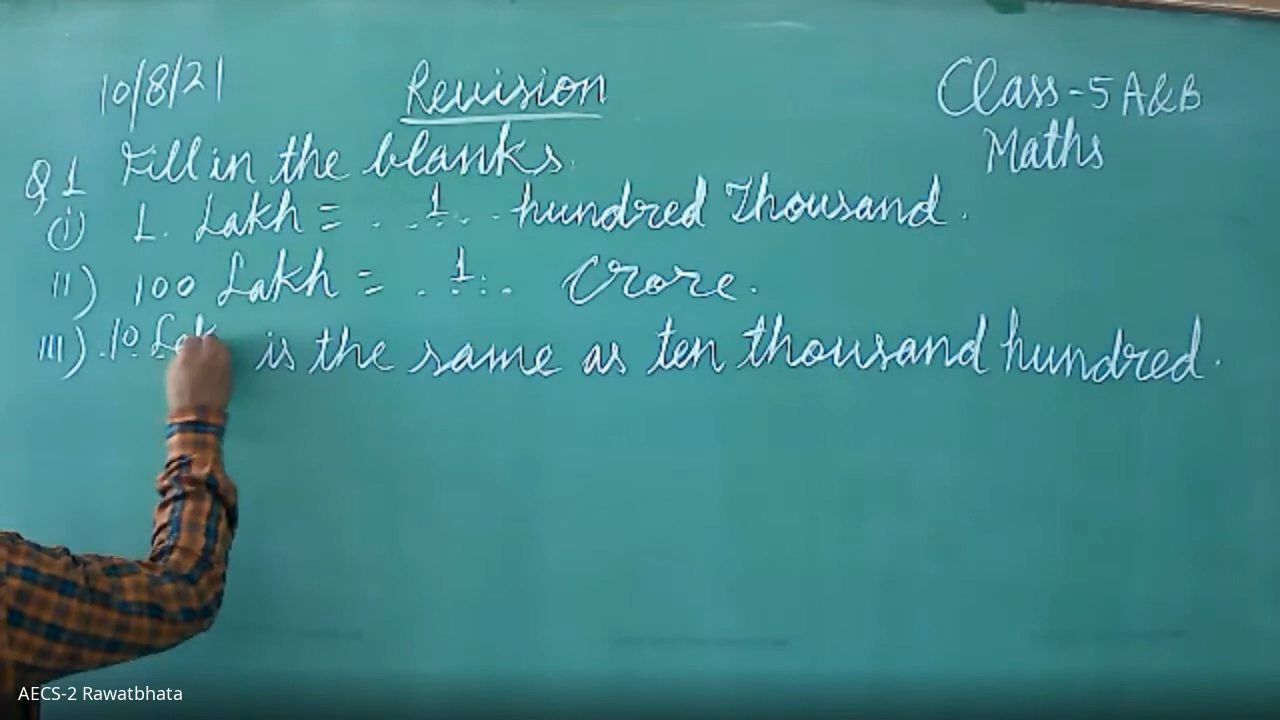 10/8/21 Revision Class-5 A&B
Maths
Q1 Fill in the blanks.
(i) 1. Lakh = . . 1 . . . hundred Thousand.
ii) 100 Lakh = . . 1 . . Crore.
iii) . 10 is the same as ten thousand hundred.
AECS-2 Rawatbhata